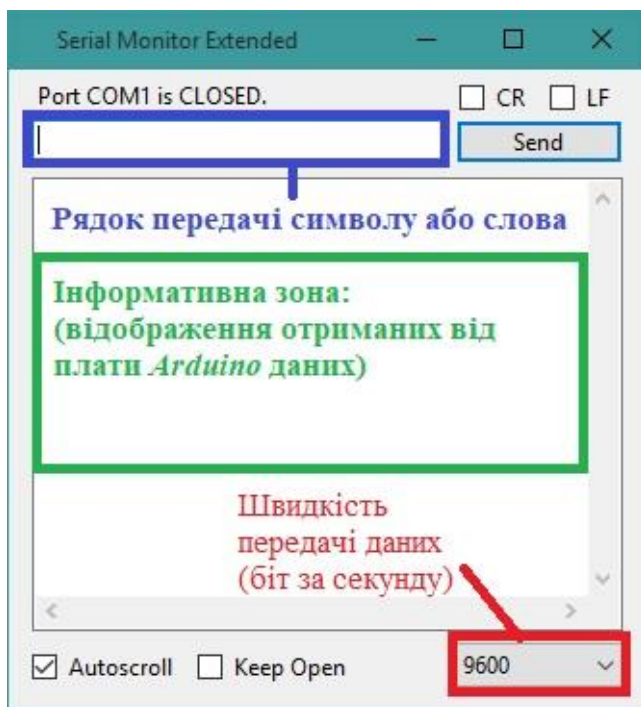 Serial Monitor Extended
Port COM1 is CLOSED.
CR
LF
Send
Рядок передачі символу або слова
Інформативна зона:
(відображення отриманих від
плати Arduino даних)
Швидкість
передачі даних
(біт за секунду)
Autoscroll
Keep Open
9600